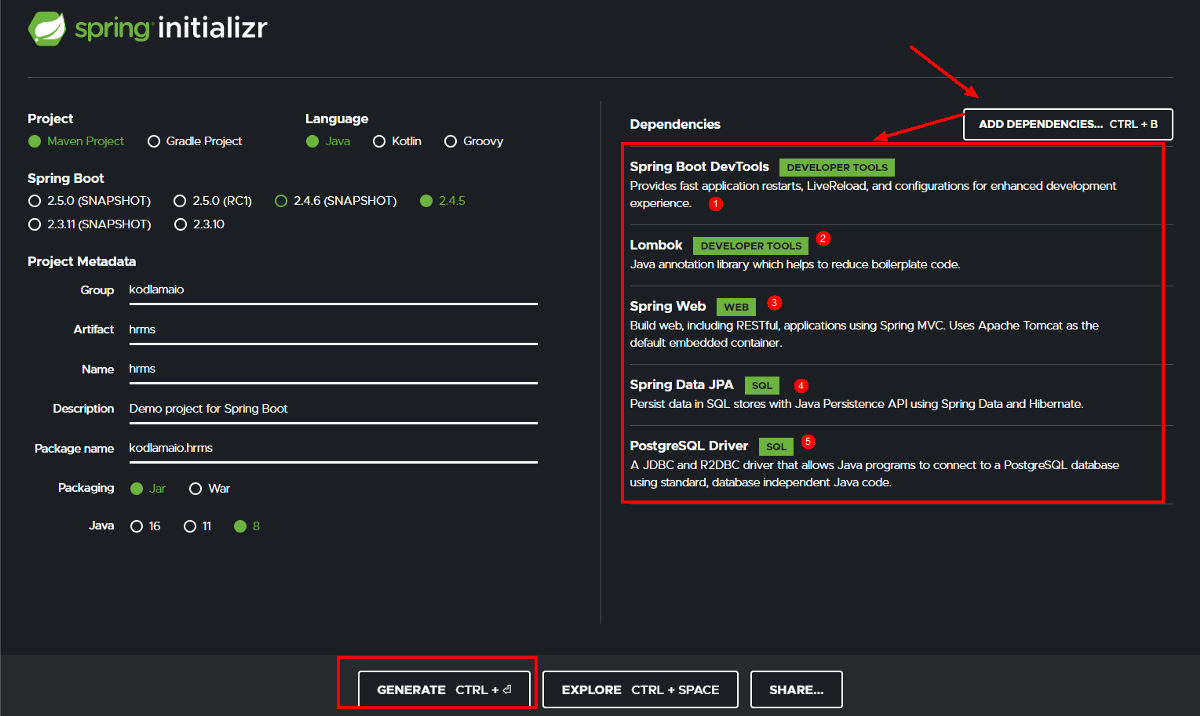 spring initializr
Project
Maven Project Gradle Project
Language
Java Kotlin Groovy
Spring Boot
2.5.0 (SNAPSHOT) 2.5.0 (RC1) 2.4.6 (SNAPSHOT) 2.4.5
2.3.11 (SNAPSHOT) 2.3.10
Project Metadata
Group kodlamaio
Artifact hrms
Name hrms
Description Demo project for Spring Boot
Package name kodlamaio.hrms
Packaging Jar War
Java 16 11 8
Dependencies
ADD DEPENDENCIES... CTRL + B
Spring Boot DevTools DEVELOPER TOOLS
Provides fast application restarts, LiveReload, and configurations for enhanced development
experience. 1
Lombok DEVELOPER TOOLS 2
Java annotation library which helps to reduce boilerplate code.
Spring Web WEB 3
Build web, including RESTful, applications using Spring MVC. Uses Apache Tomcat as the
default embedded container.
Spring Data JPA SQL 4
Persist data in SQL stores with Java Persistence API using Spring Data and Hibernate.
PostgreSQL Driver SQL 5
A JDBC and R2DBC driver that allows Java programs to connect to a PostgreSQL database
using standard, database independent Java code.
GENERATE CTRL + ⏎
EXPLORE CTRL + SPACE
SHARE...